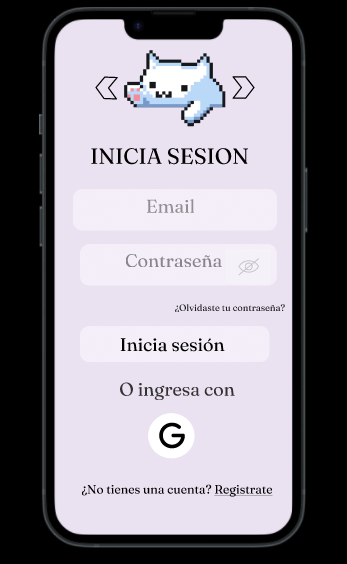 INICIA SESION
Email
Contraseña
¿Olvidaste tu contraseña?
Inicia sesión
O ingresa con
G
¿No tienes una cuenta? Registrate